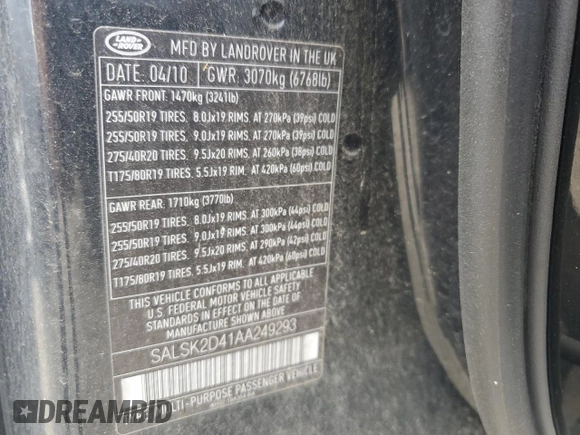 LAND ROVER
MFD BY LANDROVER IN THE UK
DATE: 04/10 GWR: 3070kg (6768lb)
GAWR FRONT: 1470kg (3241lb)
255/50R19 TIRES. 8.0Jx19 RIMS. AT 270kPa (39psi) COLD
255/50R19 TIRES. 9.0Jx19 RIMS. AT 270kPa (39psi) COLD
275/40R20 TIRES. 9.5Jx20 RIMS. AT 260kPa (38psi) COLD
T175/80R19 TIRES. 5.5Jx19 RIM. AT 420kPa (60psi) COLD
GAWR REAR: 1710kg (3770lb)
255/50R19 TIRES. 8.0Jx19 RIMS. AT 300kPa (44psi) COLD
255/50R19 TIRES. 9.0Jx19 RIMS. AT 300kPa (44psi) COLD
275/40R20 TIRES. 9.5Jx20 RIMS. AT 290kPa (42psi) COLD
T175/80R19 TIRES. 5.5Jx19 RIM. AT 420kPa (60psi) COLD
THIS VEHICLE CONFORMS TO ALL APPLICABLE
U.S. FEDERAL MOTOR VEHICLE SAFETY
STANDARDS IN EFFECT ON THE DATE OF
MANUFACTURE SHOWN ABOVE
SALSK2D41AA249293
MULTI-PURPOSE PASSENGER VEHICLE
DREAMBID